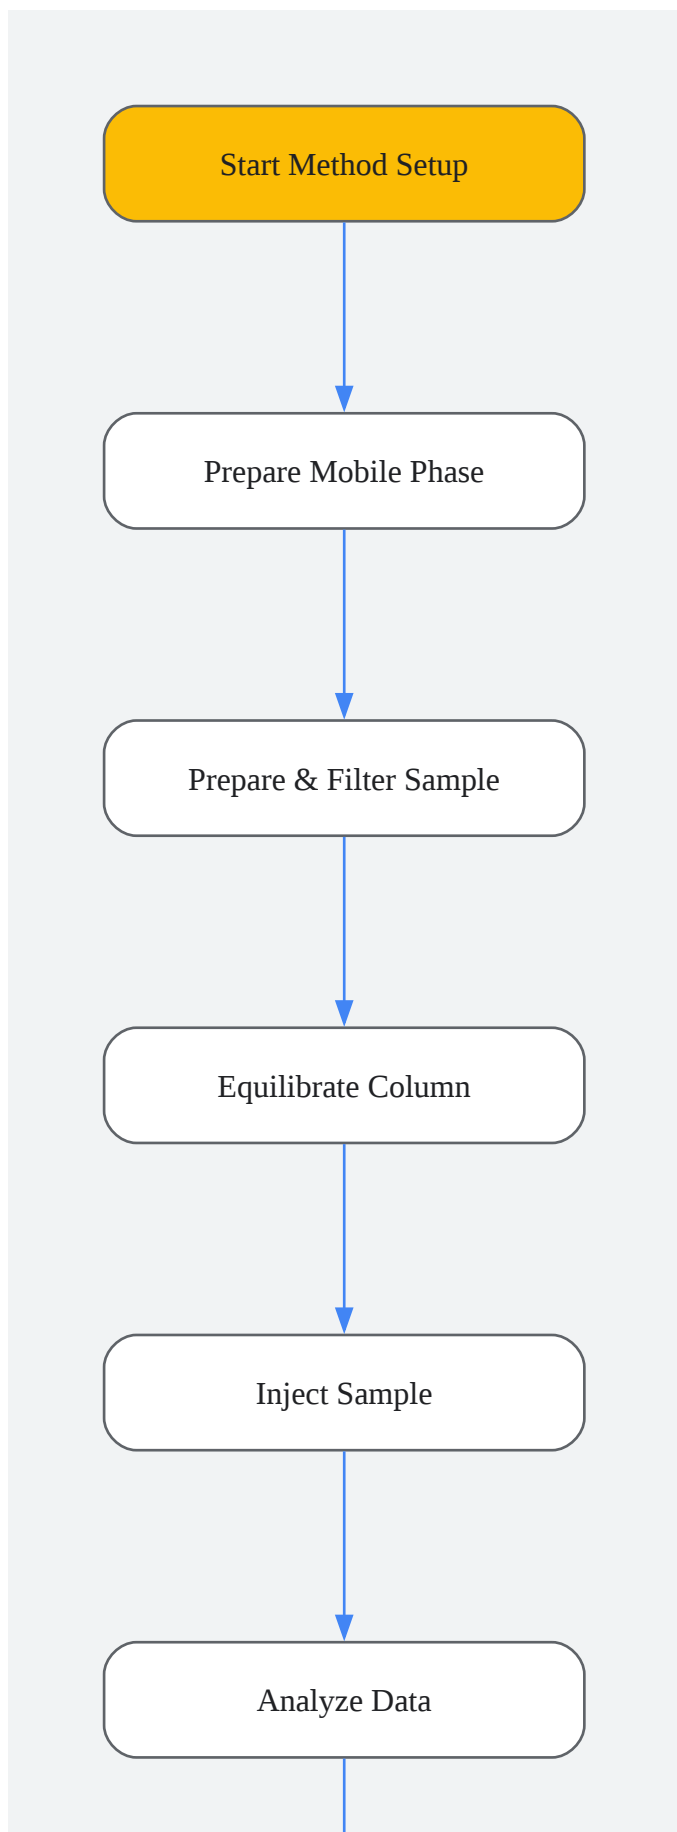 Start Method Setup
Prepare Mobile Phase
Prepare & Filter Sample
Equilibrate Column
Inject Sample
Analyze Data